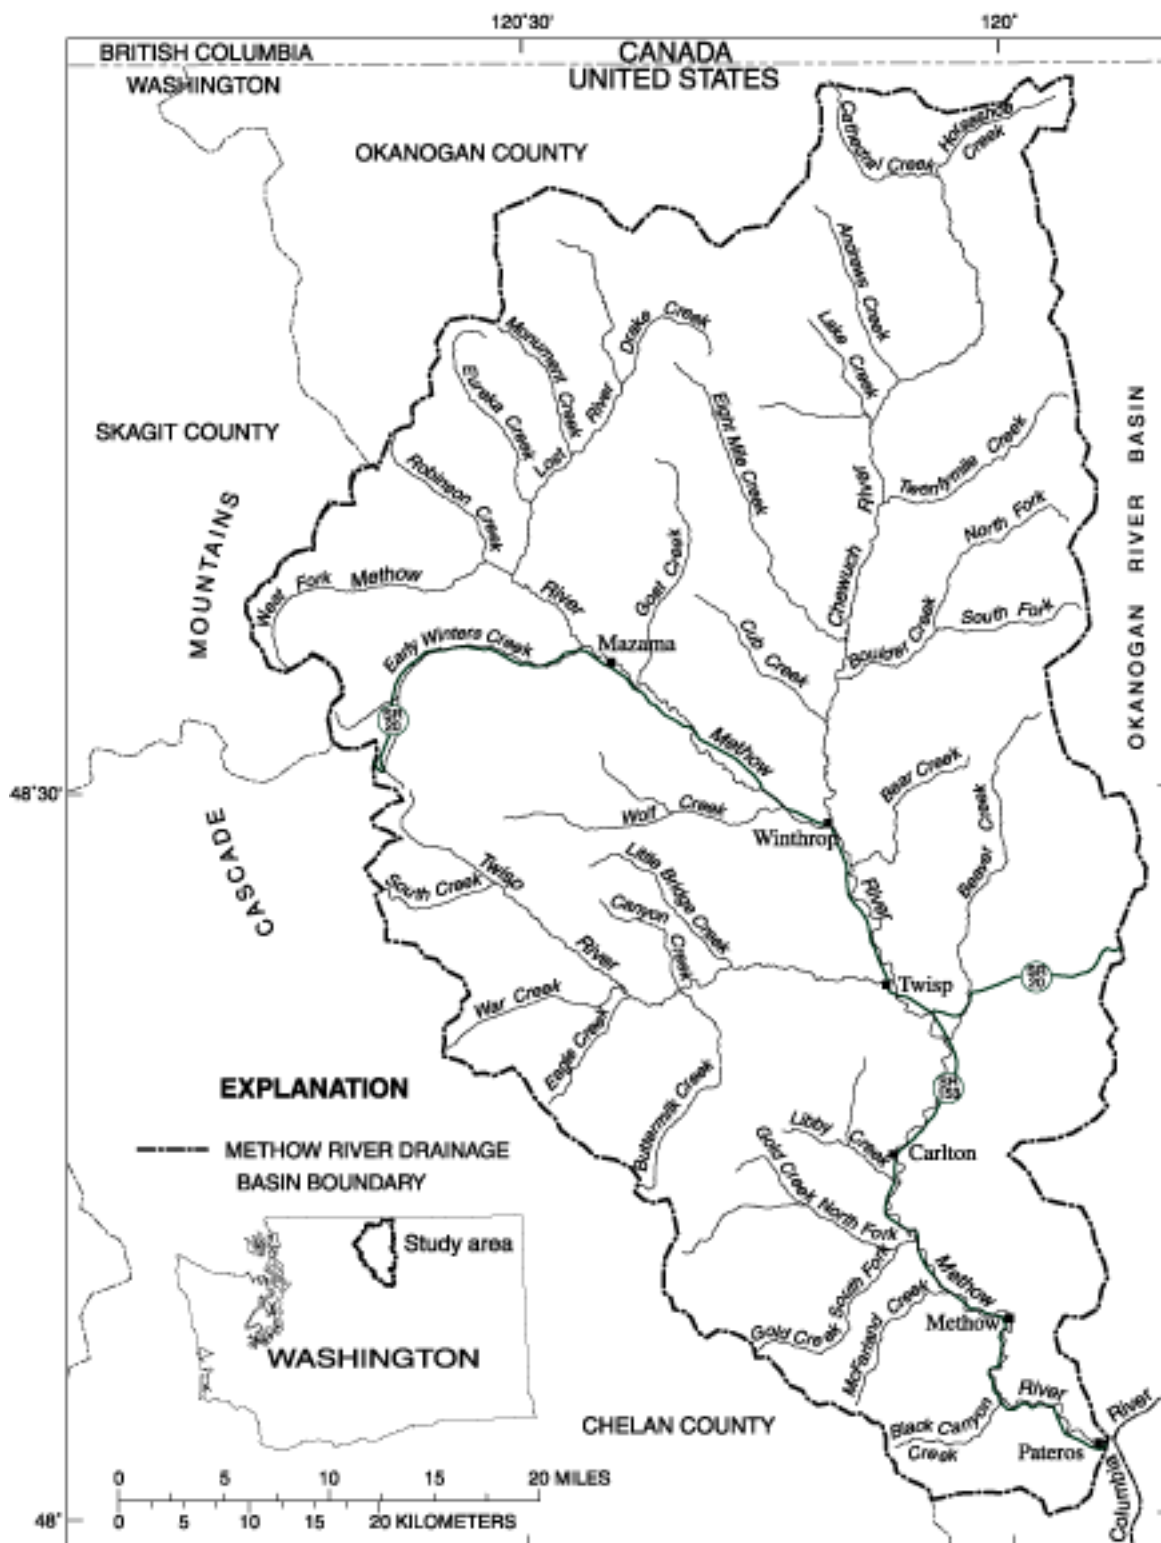 120°30'
120°
BRITISH COLUMBIA
CANADA
WASHINGTON
UNITED STATES
OKANOGAN COUNTY
Cathedral Creek
Horseshoe
Creek
Andrews Creek
Lake Creek
Drake Creek
Monument Creek
Eureka Creek
Lost River
Eight Mile Creek
SKAGIT COUNTY
Robinson Creek
Twentymile Creek
Chewuch River
North Fork
South Fork
Boulder Creek
OKANOGAN RIVER BASIN
MOUNTAINS
CASCADE
Wear Fork Methow
River
Goat Creek
Cub Creek
Early Winters Creek
Mazama
SR
20
Methow
48°30'
Wolf Creek
Winthrop
Bear Creek
Beaver Creek
River
Little Bridge Creek
Twisp
South Creek
Canyon Creek
River
Twisp
SR
20
War Creek
Eagle Creek
Buttermilk Creek
SR
153
EXPLANATION
METHOW RIVER DRAINAGE
BASIN BOUNDARY
Libby Creek
Carlton
Gold Creek North Fork
Gold Creek South Fork
Methow
McFarland Creek
Methow
Study area
WASHINGTON
River
Black Canyon
Creek
Pateros
CHELAN COUNTY
Columbia River
0 5 10 15 20 MILES
0 5 10 15 20 KILOMETERS
48°